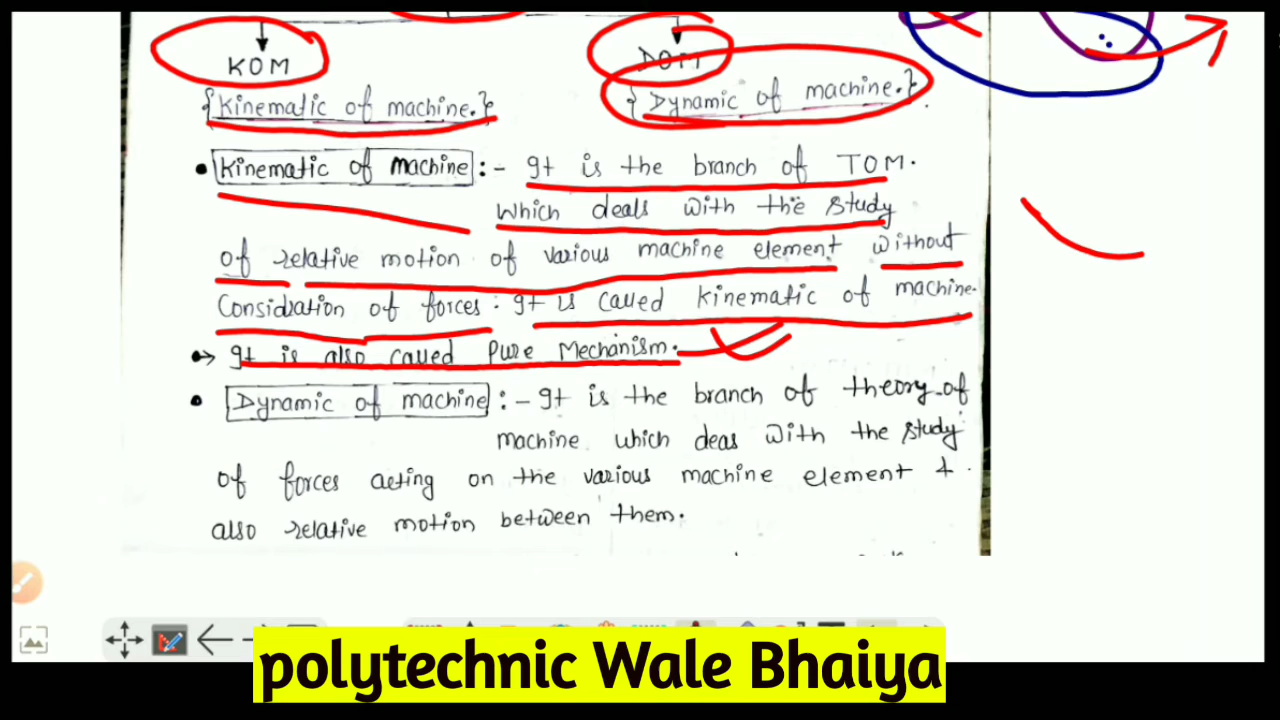 KOM
DOM
{Kinematic of machine.}
{Dynamic of machine.}.
• Kinematic of machine :- It is the branch of TOM.
which deals with the study
of relative motion of various machine element without
Considration of forces: It is called kinematic of machine.
→ It is also called Pure Mechanism.
• Dynamic of machine :- It is the branch of theory of
machine which deas with the study
of forces acting on the various machine element +.
also relative motion between them.
polytechnic Wale Bhaiya